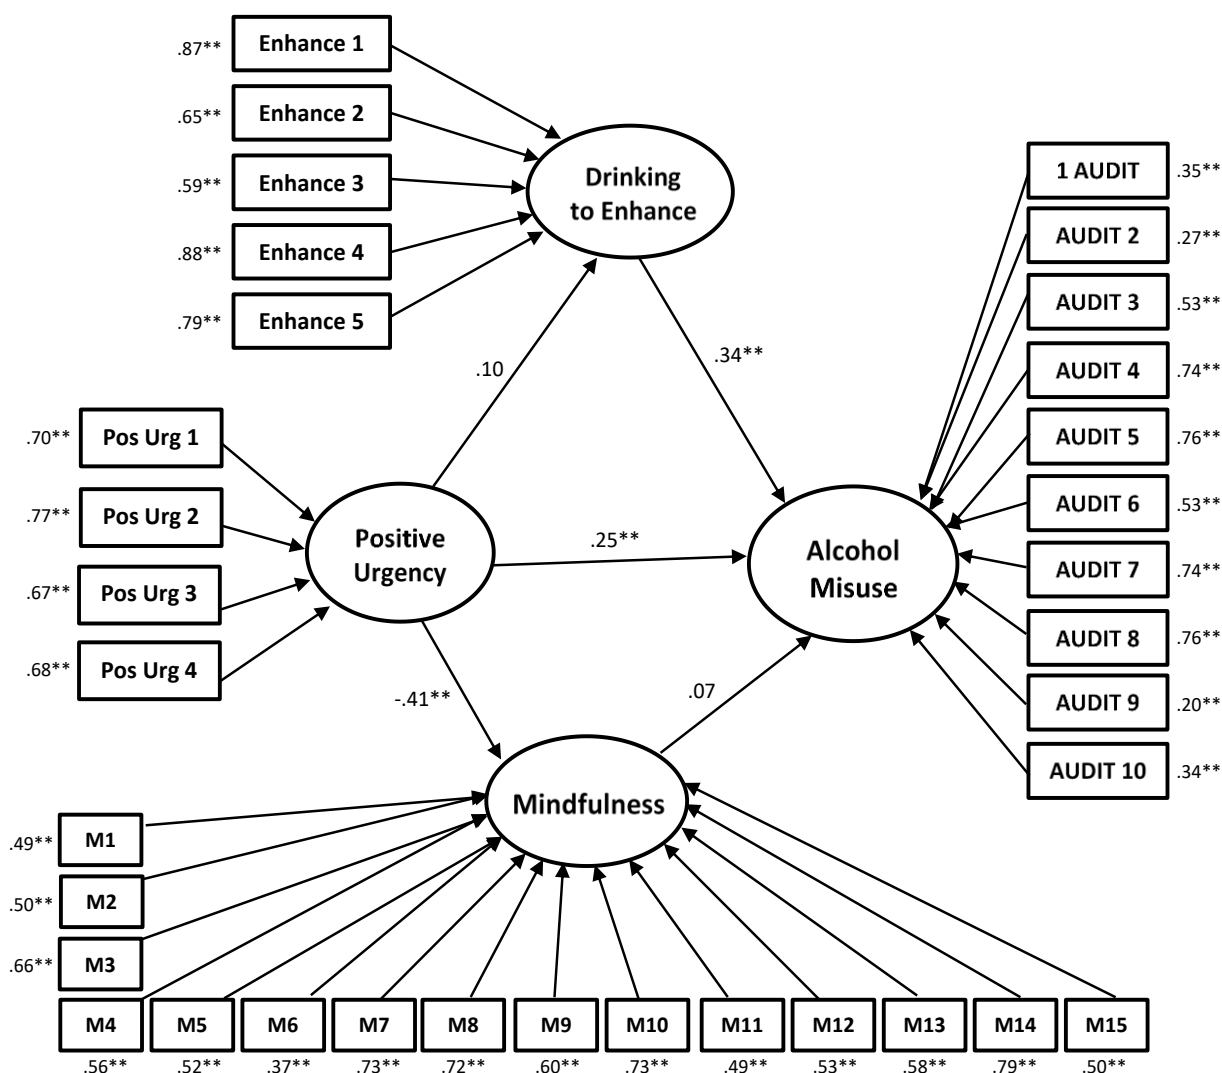 .87**
Enhance 1
.65**
Enhance 2
.59**
Enhance 3
.88**
Enhance 4
.79**
Enhance 5
Drinking
to Enhance
1 AUDIT
.35**
AUDIT 2
.27**
AUDIT 3
.53**
AUDIT 4
.74**
AUDIT 5
.76**
AUDIT 6
.53**
AUDIT 7
.74**
AUDIT 8
.76**
AUDIT 9
.20**
AUDIT 10
.34**
.10
.34**
.70**
Pos Urg 1
.77**
Pos Urg 2
.67**
Pos Urg 3
.68**
Pos Urg 4
Positive
Urgency
.25**
Alcohol
Misuse
-.41**
.07
Mindfulness
.49**
M1
.50**
M2
.66**
M3
M4 M5 M6 M7 M8 M9 M10 M11 M12 M13 M14 M15
.56** .52** .37** .73** .72** .60** .73** .49** .53** .58** .79** .50**